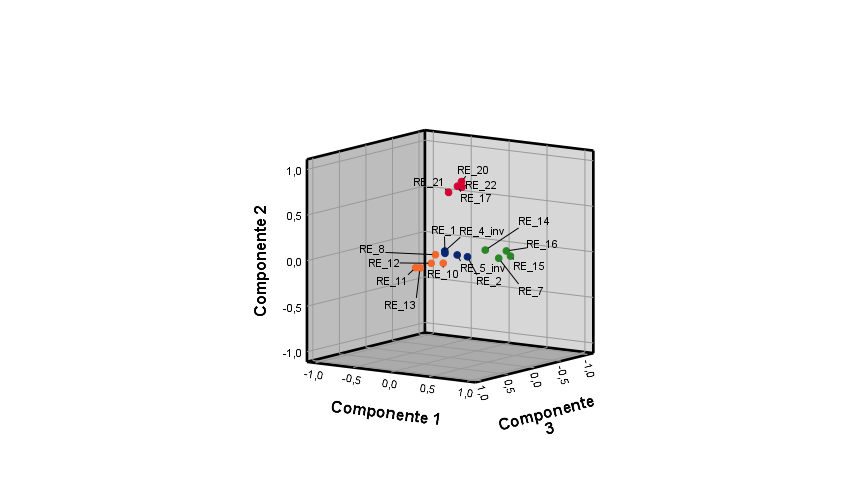 Componente 2
1,0
0,5
0,0
-0,5
-1,0
RE_20
RE_21
RE_22
RE_17
RE_14
RE_1
RE_4_inv
RE_16
RE_8
RE_12
RE_10
RE_5_inv
RE_15
RE_11
RE_2
RE_7
RE_13
-1,0
-0,5
0,0
0,5
1,0
Componente 1
1,0
0,5
0,0
-0,5
-1,0
Componente
3